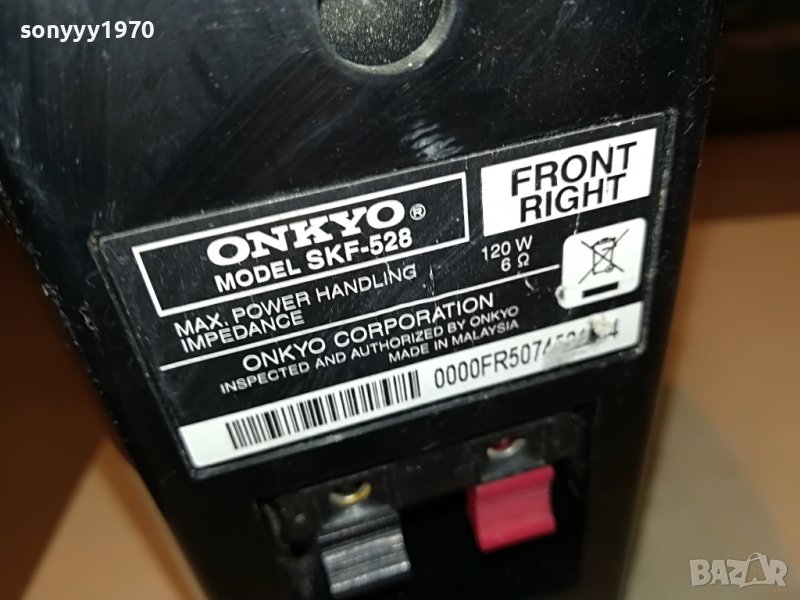 sonyyy1970
ONKYO®
MODEL SKF-528
FRONT
RIGHT
MAX. POWER HANDLING 120 W
IMPEDANCE 6 Ω
ONKYO CORPORATION
INSPECTED AND AUTHORIZED BY ONKYO
MADE IN MALAYSIA
BAZAR